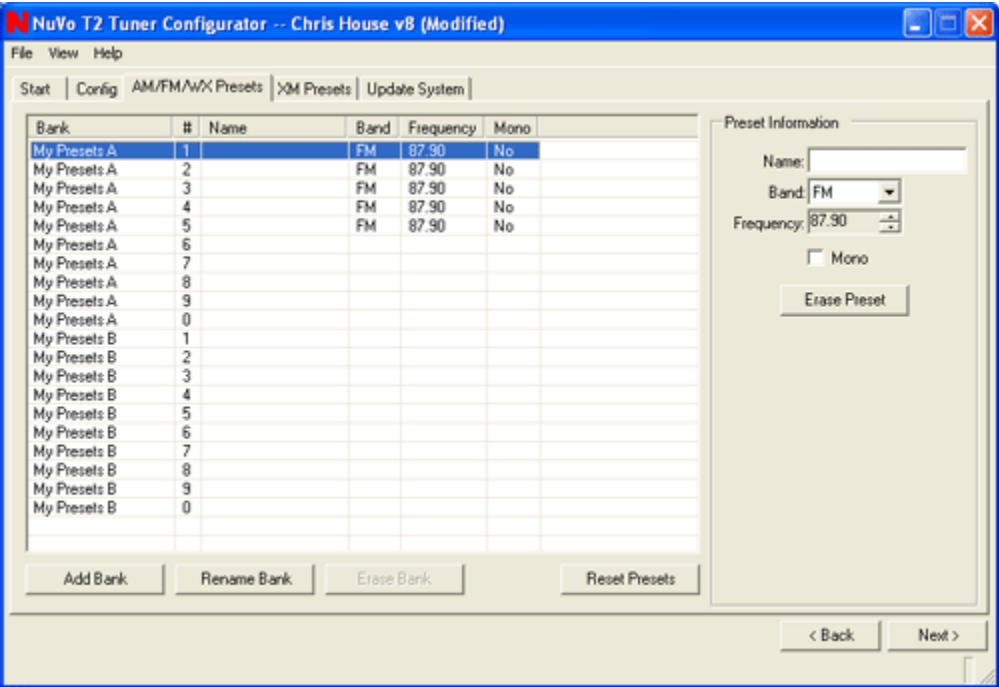 NuVo T2 Tuner Configurator -- Chris House v8 (Modified)
File View Help
Start Config AM/FM/WX Presets XM Presets Update System
Bank # Name Band Frequency Mono
My Presets A 1 FM 87.90 No
My Presets A 2 FM 87.90 No
My Presets A 3 FM 87.90 No
My Presets A 4 FM 87.90 No
My Presets A 5 FM 87.90 No
My Presets A 6
My Presets A 7
My Presets A 8
My Presets A 9
My Presets A 0
My Presets B 1
My Presets B 2
My Presets B 3
My Presets B 4
My Presets B 5
My Presets B 6
My Presets B 7
My Presets B 8
My Presets B 9
My Presets B 0
Add Bank Rename Bank Erase Bank Reset Presets
Preset Information
Name:
Band: FM
Frequency: 87.90
Mono
Erase Preset
< Back Next >